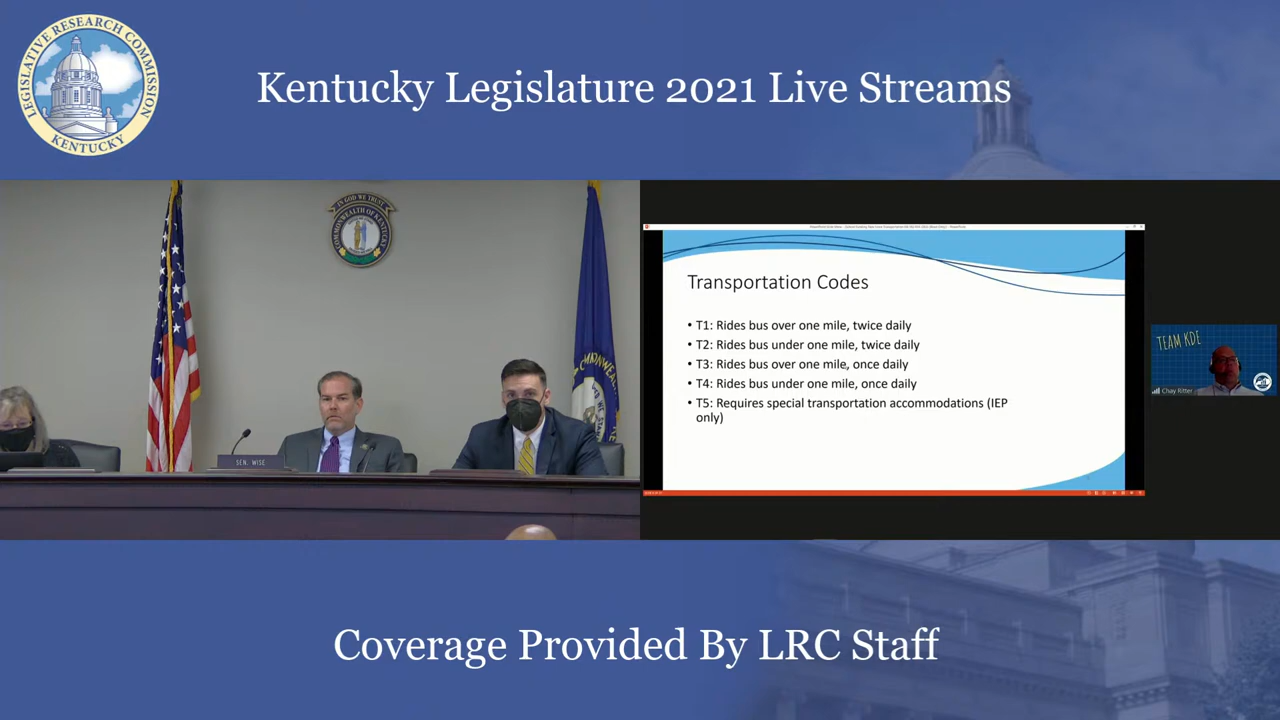 LEGISLATIVE RESEARCH COMMISSION
KENTUCKY
Kentucky Legislature 2021 Live Streams
IN GOD WE TRUST
COMMONWEALTH OF KENTUCKY
SEN. WISE
Transportation Codes
• T1: Rides bus over one mile, twice daily
• T2: Rides bus under one mile, twice daily
• T3: Rides bus over one mile, once daily
• T4: Rides bus under one mile, once daily
• T5: Requires special transportation accommodations (IEP
only)
TEAM KDE
Chay Ritter
Coverage Provided By LRC Staff